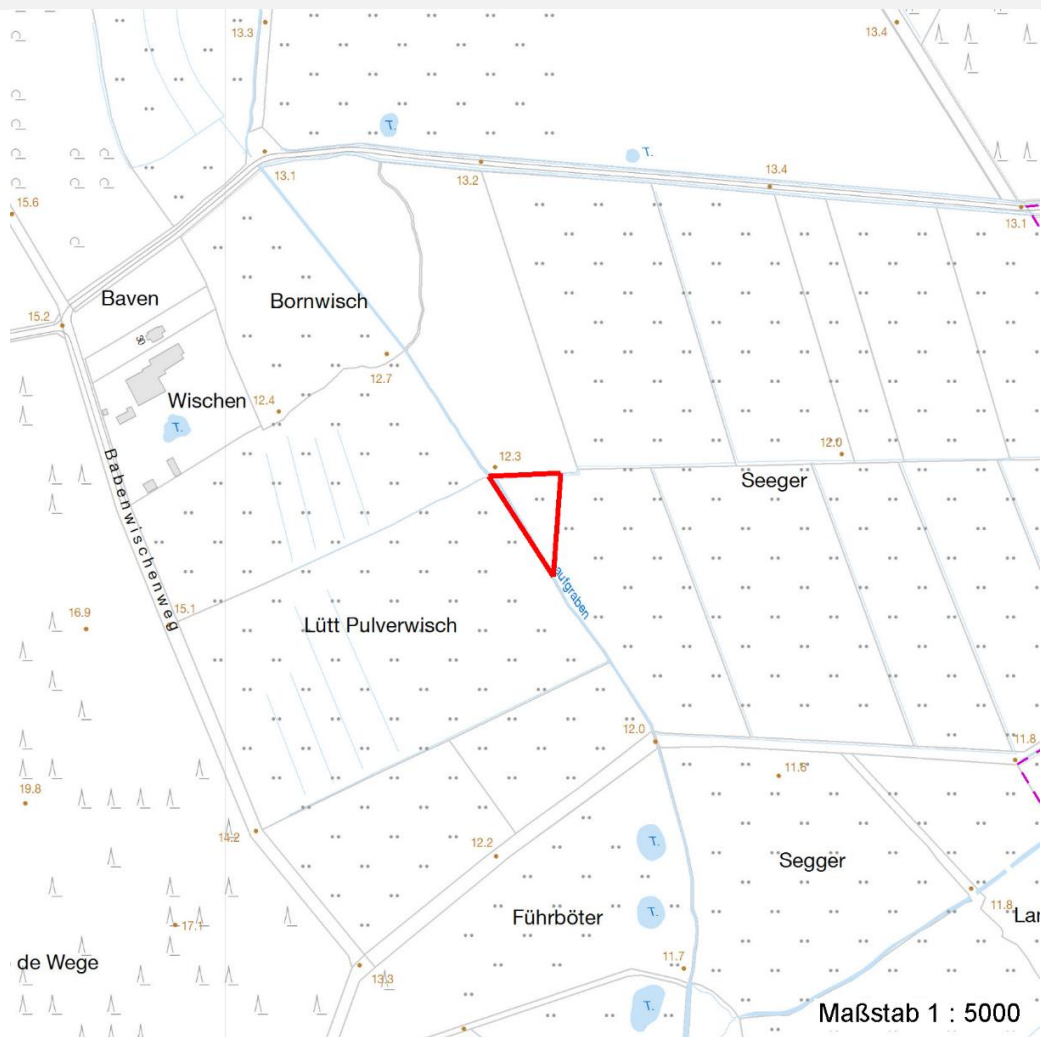 13.3
13.4
T.
T.
13.1
13.2
13.4
15.6
13.1
Baven
Bornwisch
15.2
30
12.7
Wischen
12.4
T.
12.3
12.0
Seeger
Babenwischenweg
aufgraben
15.1
16.9
Lütt Pulverwisch
12.0
11.8
11.6
19.8
14.2
12.2
T.
Segger
T.
11.8
Lan
17.1
Führböter
de Wege
11.7
13.3
T.
Maßstab 1 : 5000